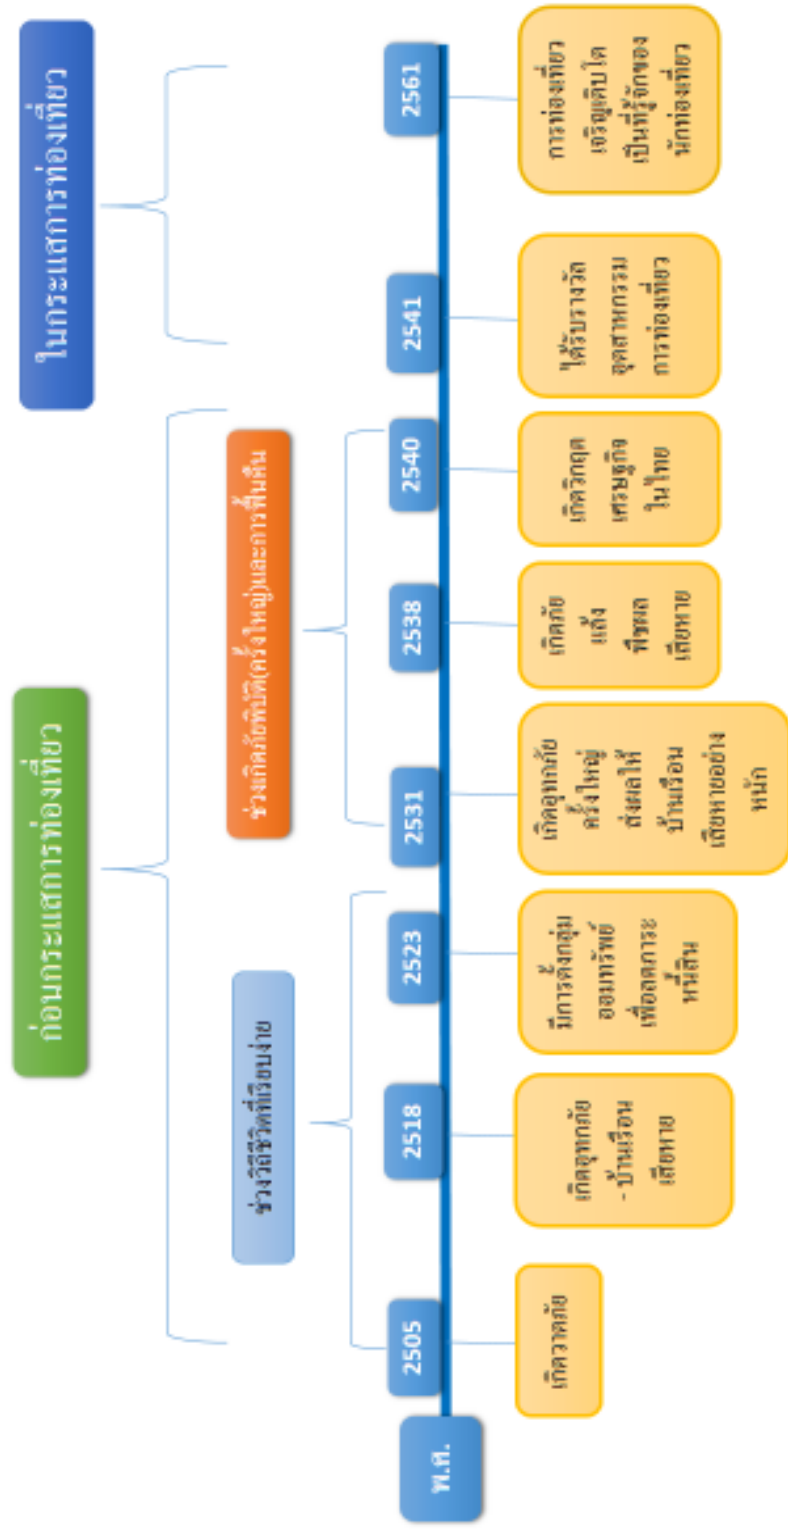 ก่อนกระแสการท่องเที่ยว
ในกระแสการท่องเที่ยว
ช่วงวิถีชีวิตที่เรียบง่าย
ช่วงเกิดภัยพิบัติ(ครั้งใหญ่)และการฟื้นคืน
พ.ศ.
2505
2518
2523
2531
2538
2540
2541
2561
เกิดวาตภัย
เกิดอุทกภัย
- บ้านเรือน
เสียหาย
มีการตั้งกลุ่ม
ออมทรัพย์
เพื่อลดภาระ
หนี้สิน
เกิดอุทกภัย
ครั้งใหญ่
ส่งผลให้
บ้านเรือน
เสียหายอย่าง
หนัก
เกิดภัย
แล้ง
พืชผล
เสียหาย
เกิดวิกฤต
เศรษฐกิจ
ในไทย
ได้รับรางวัล
อุตสาหกรรม
การท่องเที่ยว
การท่องเที่ยว
เจริญเติบโต
เป็นที่รู้จักของ
นักท่องเที่ยว